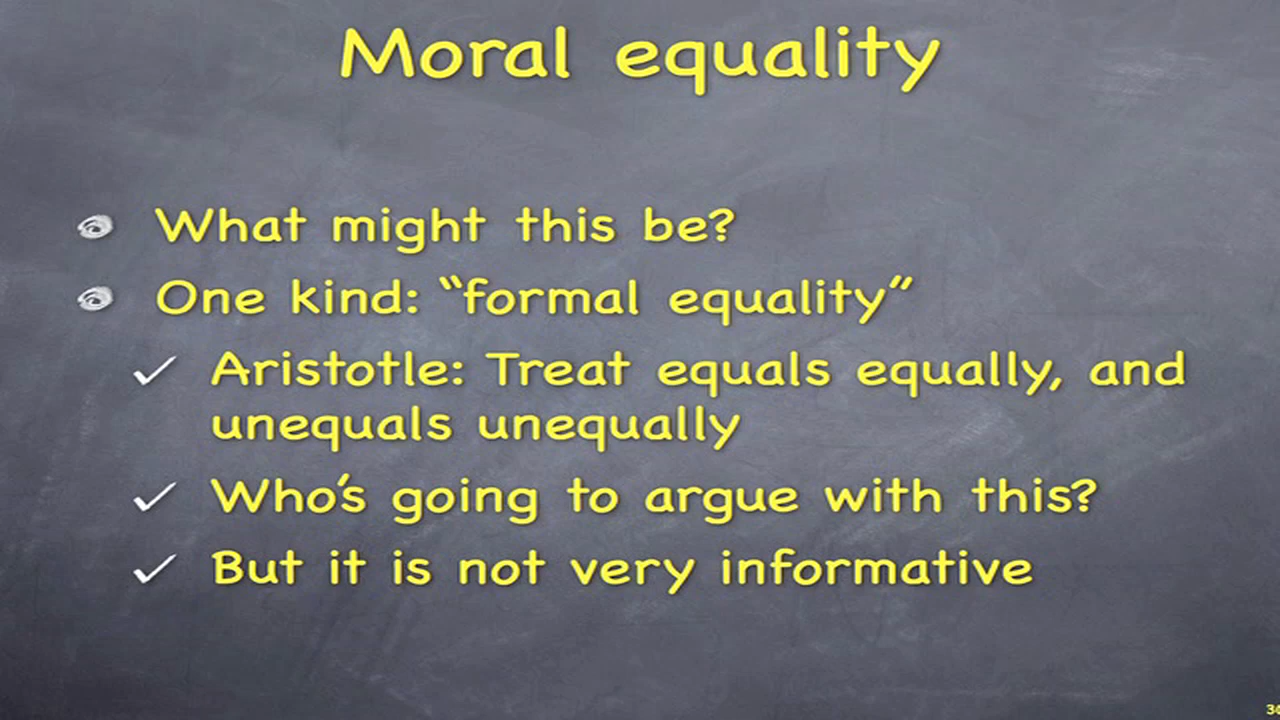 Moral equality
What might this be?
One kind: “formal equality”
Aristotle: Treat equals equally, and
unequals unequally
Who’s going to argue with this?
But it is not very informative